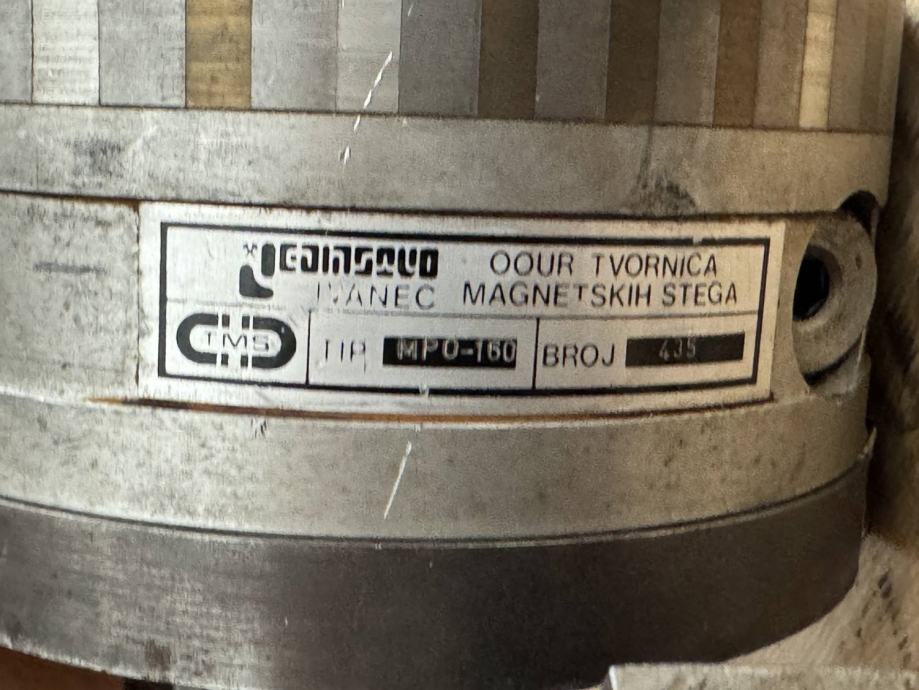 Jedinstvo OOUR TVORNICA
IVANEC MAGNETSKIH STEGA
TMS TIP MPO-160 BROJ 435